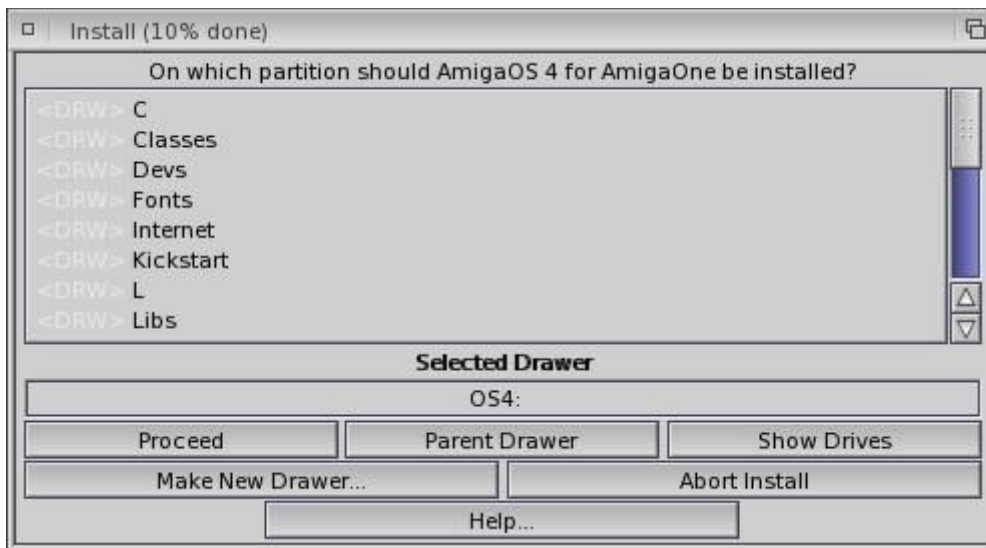 Install (10% done)
On which partition should AmigaOS 4 for AmigaOne be installed?
<DRW> C
<DRW> Classes
<DRW> Devs
<DRW> Fonts
<DRW> Internet
<DRW> Kickstart
<DRW> L
<DRW> Libs
Selected Drawer
OS4:
Proceed Parent Drawer Show Drives
Make New Drawer... Abort Install
Help...